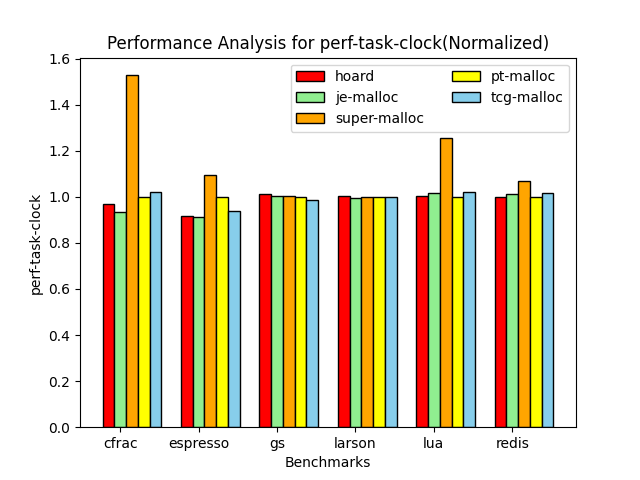 Performance Analysis for perf-task-clock(Normalized)
hoard
je-malloc
super-malloc
pt-malloc
tcg-malloc
1.6
1.4
1.2
1.0
0.8
0.6
0.4
0.2
0.0
perf-task-clock
cfrac espresso gs larson lua redis
Benchmarks